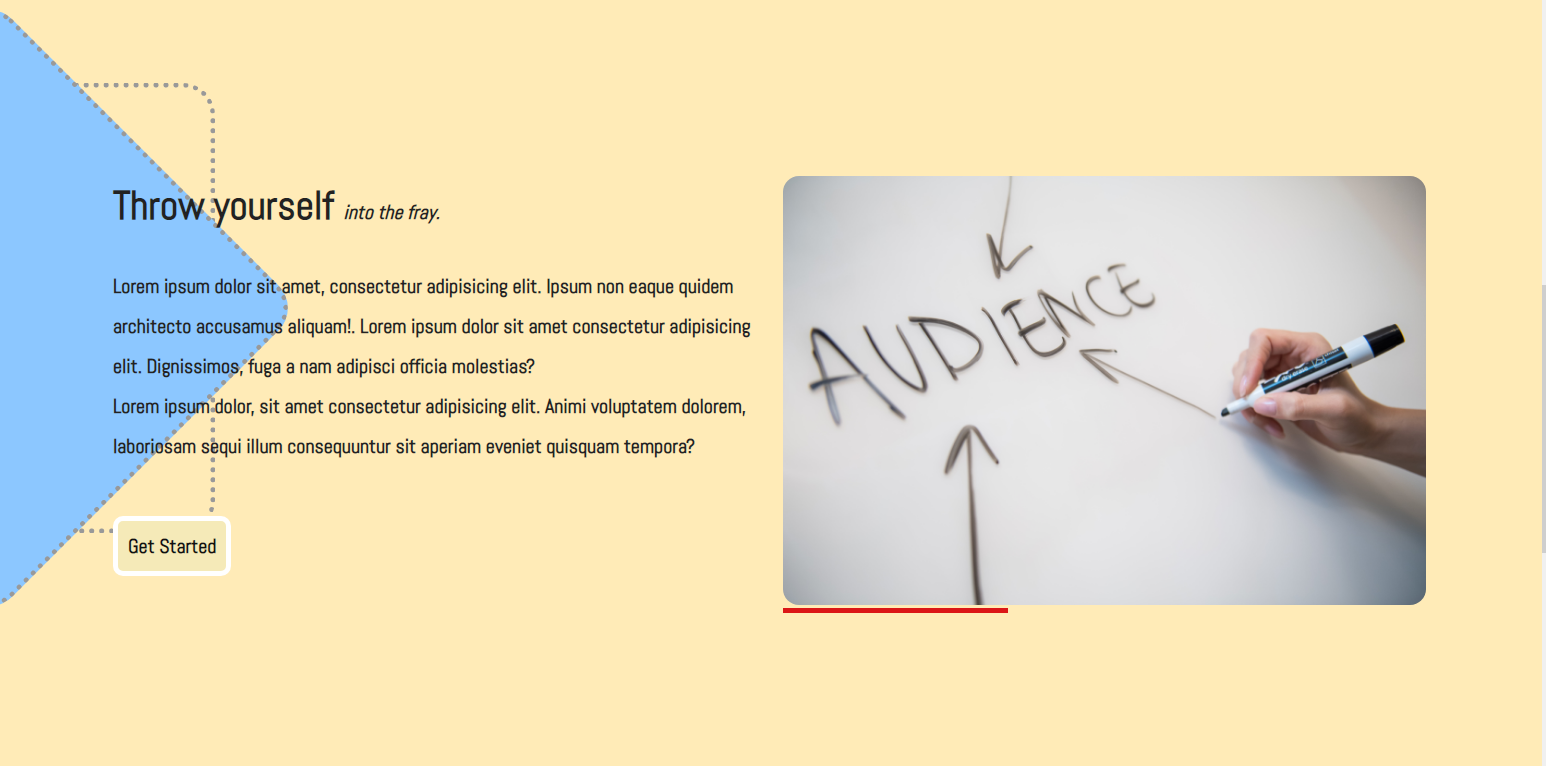 Throw yourself into the fray.
Lorem ipsum dolor sit amet, consectetur adipisicing elit. Ipsum non eaque quidem
architecto accusamus aliquam!. Lorem ipsum dolor sit amet consectetur adipisicing
elit. Dignissimos, fuga a nam adipisci officia molestias?
Lorem ipsum dolor, sit amet consectetur adipisicing elit. Animi voluptatem dolorem,
laboriosam sequi illum consequuntur sit aperiam eveniet quisquam tempora?
Get Started
AUDIENCE